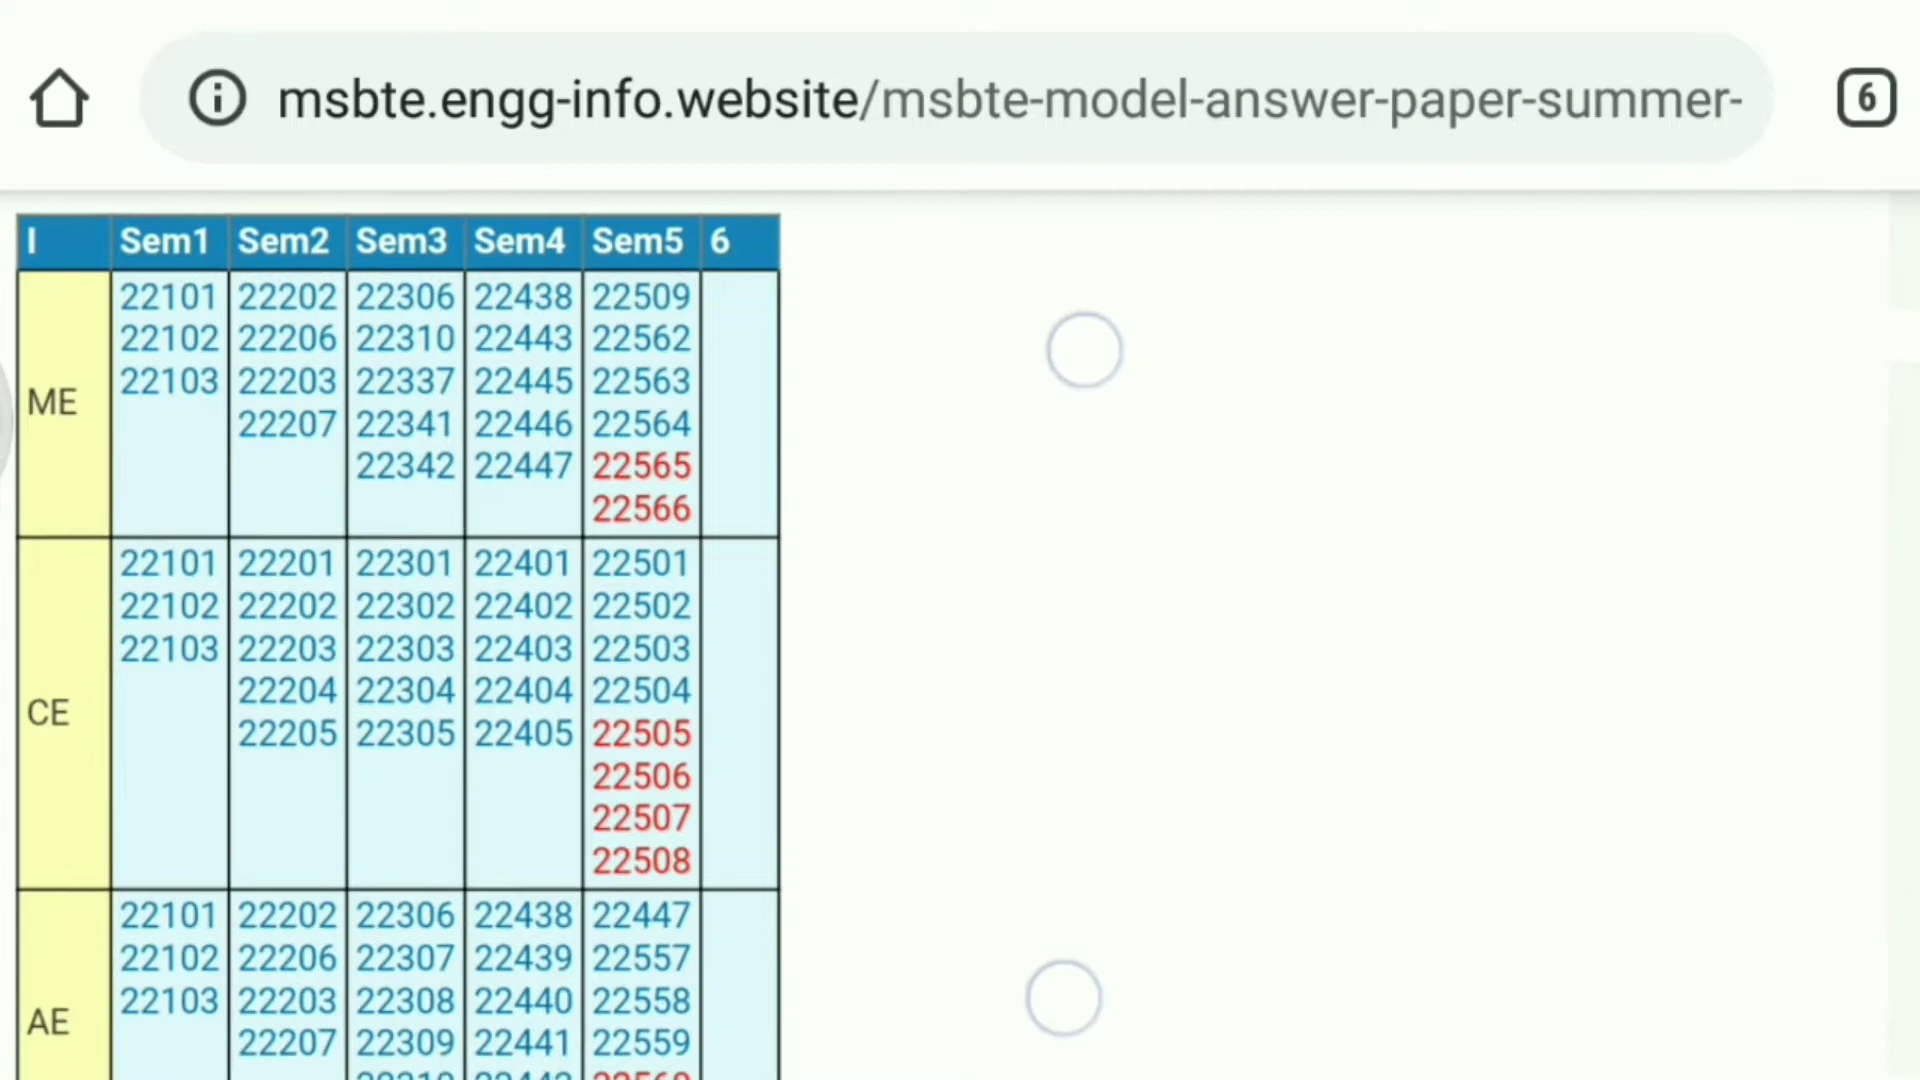 msbte.engg-info.website/msbte-model-answer-paper-summer-
6
I Sem1 Sem2 Sem3 Sem4 Sem5 6
ME
22101 22202 22306 22438 22509
22102 22206 22310 22443 22562
22103 22203 22337 22445 22563
22207 22341 22446 22564
22342 22447 22565
22566
CE
22101 22201 22301 22401 22501
22102 22202 22302 22402 22502
22103 22203 22303 22403 22503
22204 22304 22404 22504
22205 22305 22405 22505
22506
22507
22508
AE
22101 22202 22306 22438 22447
22102 22206 22307 22439 22557
22103 22203 22308 22440 22558
22207 22309 22441 22559